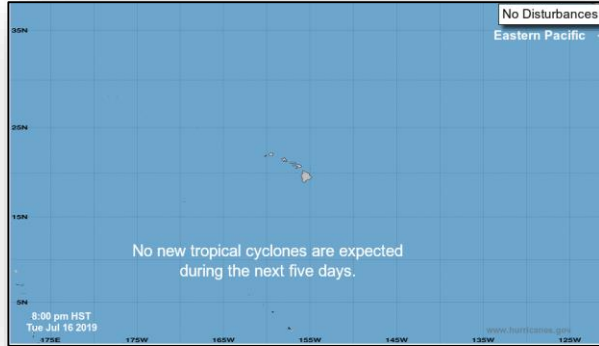 No Disturbances
Eastern Pacific
35N
25N
15N
No new tropical cyclones are expected
during the next five days.
5N
8:00 pm HST
Tue Jul 16 2019
www.hurricanes.gov
175E
175W
165W
155W
145W
135W
125W